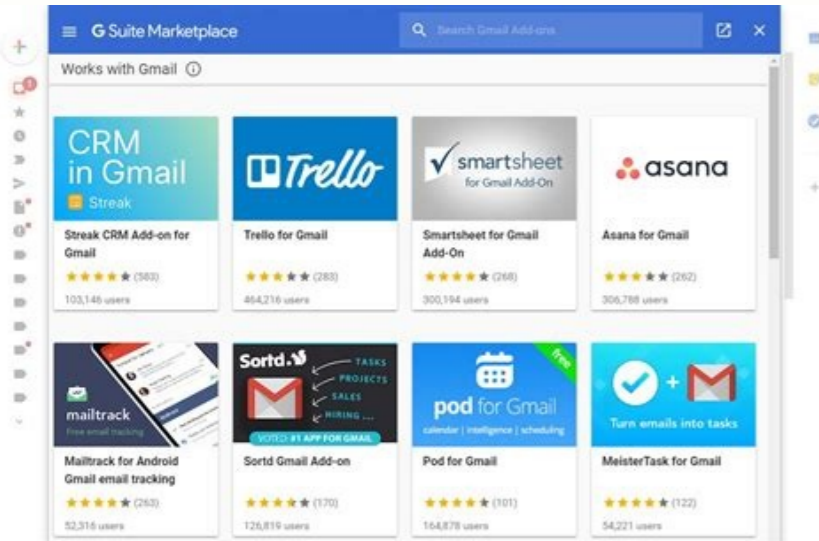 G Suite Marketplace
Search Gmail Add-ons
Works with Gmail
CRM
in Gmail
Streak
Streak CRM Add-on for
Gmail
(583)
103,146 users
Trello
Trello for Gmail
(283)
464,216 users
smartsheet
for Gmail Add-On
Smartsheet for Gmail
Add-On
(268)
300,194 users
asana
Asana for Gmail
(262)
306,788 users
mailtrack
Free email tracking
Mailtrack for Android
Gmail email tracking
(263)
52,316 users
Sortd.
TASKS
PROJECTS
SALES
HIRING ...
VOTED #1 APP FOR GMAIL
Sortd Gmail Add-on
(170)
126,819 users
free
pod for Gmail
calendar | intelligence | scheduling
Pod for Gmail
(101)
164,878 users
Turn emails into tasks
MeisterTask for Gmail
(122)
54,221 users